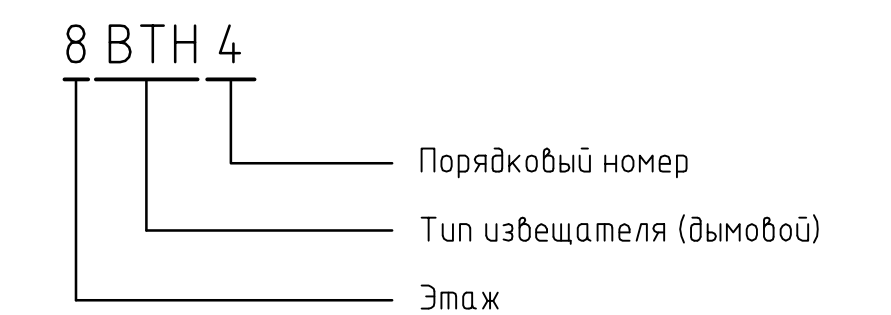 8 ВТН 4
Порядковый номер
Тип извещателя (дымовой)
Этаж